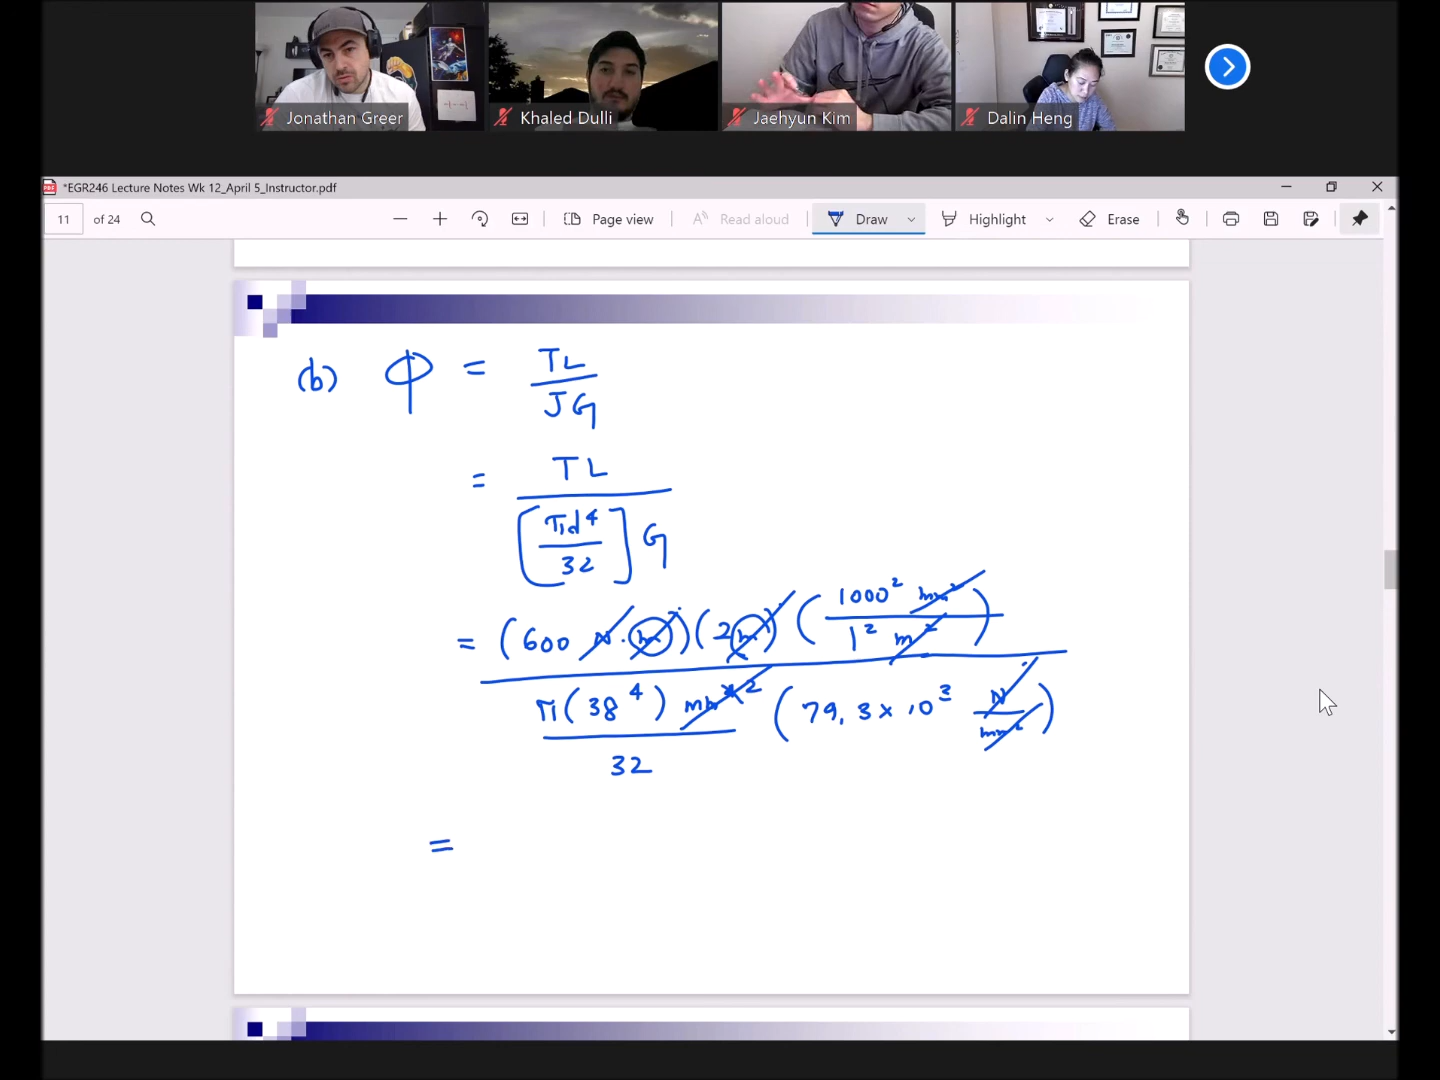 Jonathan Greer
Khaled Dulli
Jaehyun Kim
Dalin Heng
*EGR246 Lecture Notes Wk 12_April 5_Instructor.pdf
11 of 24
Page view
Read aloud
Draw
Highlight
Erase
(b) ϕ = TL / JG
= TL / [πd⁴ / 32] G
= (600 N·m)(2m)(1000² mm² / 1² m²)
π(38⁴) mm⁴ ² / 32 (79.3 × 10³ N / mm²)
=